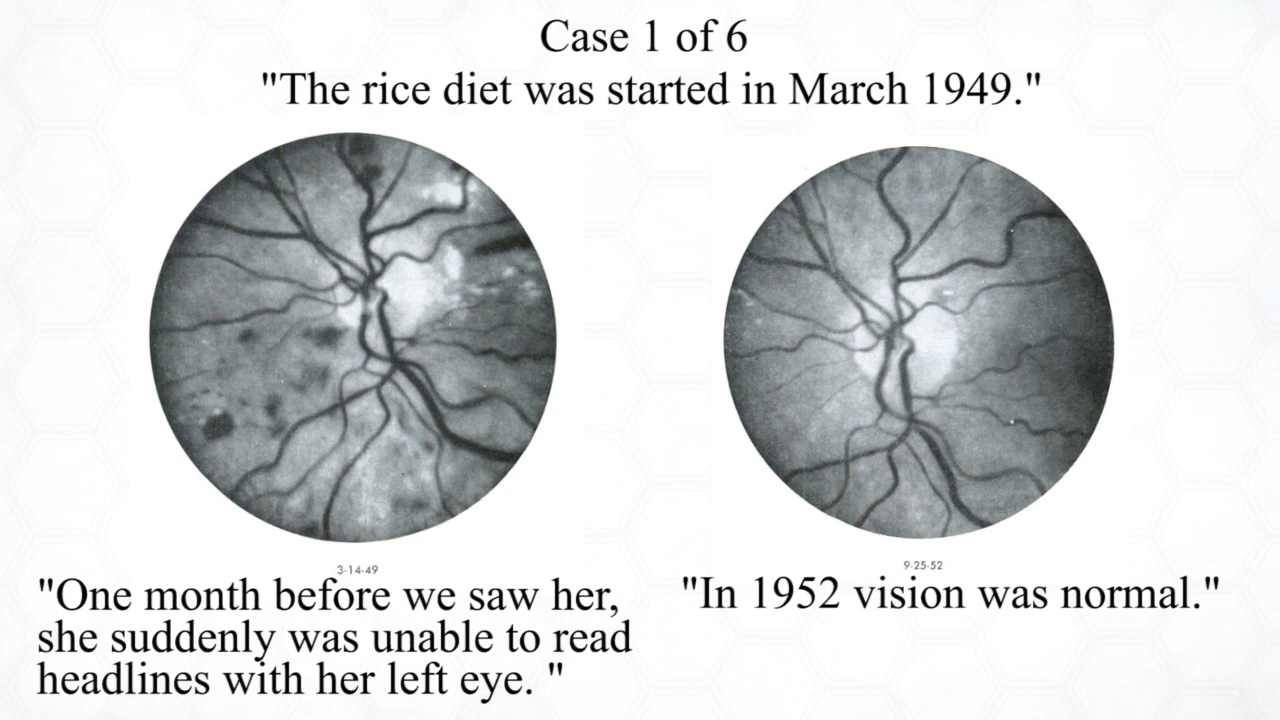 Case 1 of 6
"The rice diet was started in March 1949."
3-14-49
"One month before we saw her,
she suddenly was unable to read
headlines with her left eye. "
9-25-52
"In 1952 vision was normal."